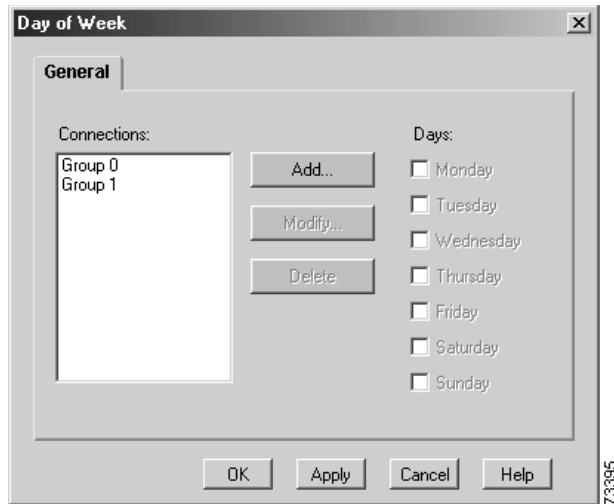 Day of Week
General
Connections:
Group 0
Group 1
Add...
Modify...
Delete
Days:
Monday
Tuesday
Wednesday
Thursday
Friday
Saturday
Sunday
OK
Apply
Cancel
Help
73395